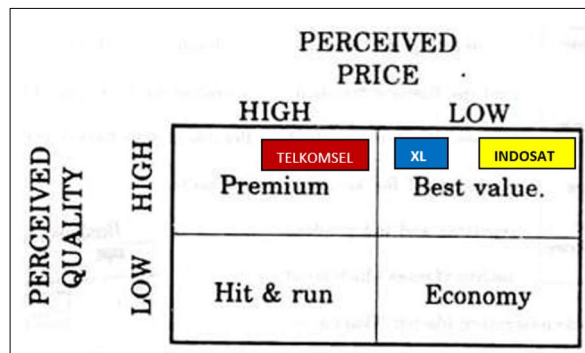 PERCEIVED
PRICE
HIGH LOW
PERCEIVED
QUALITY
HIGH
TELKOMSEL XL INDOSAT
Premium Best value.
LOW
Hit & run Economy